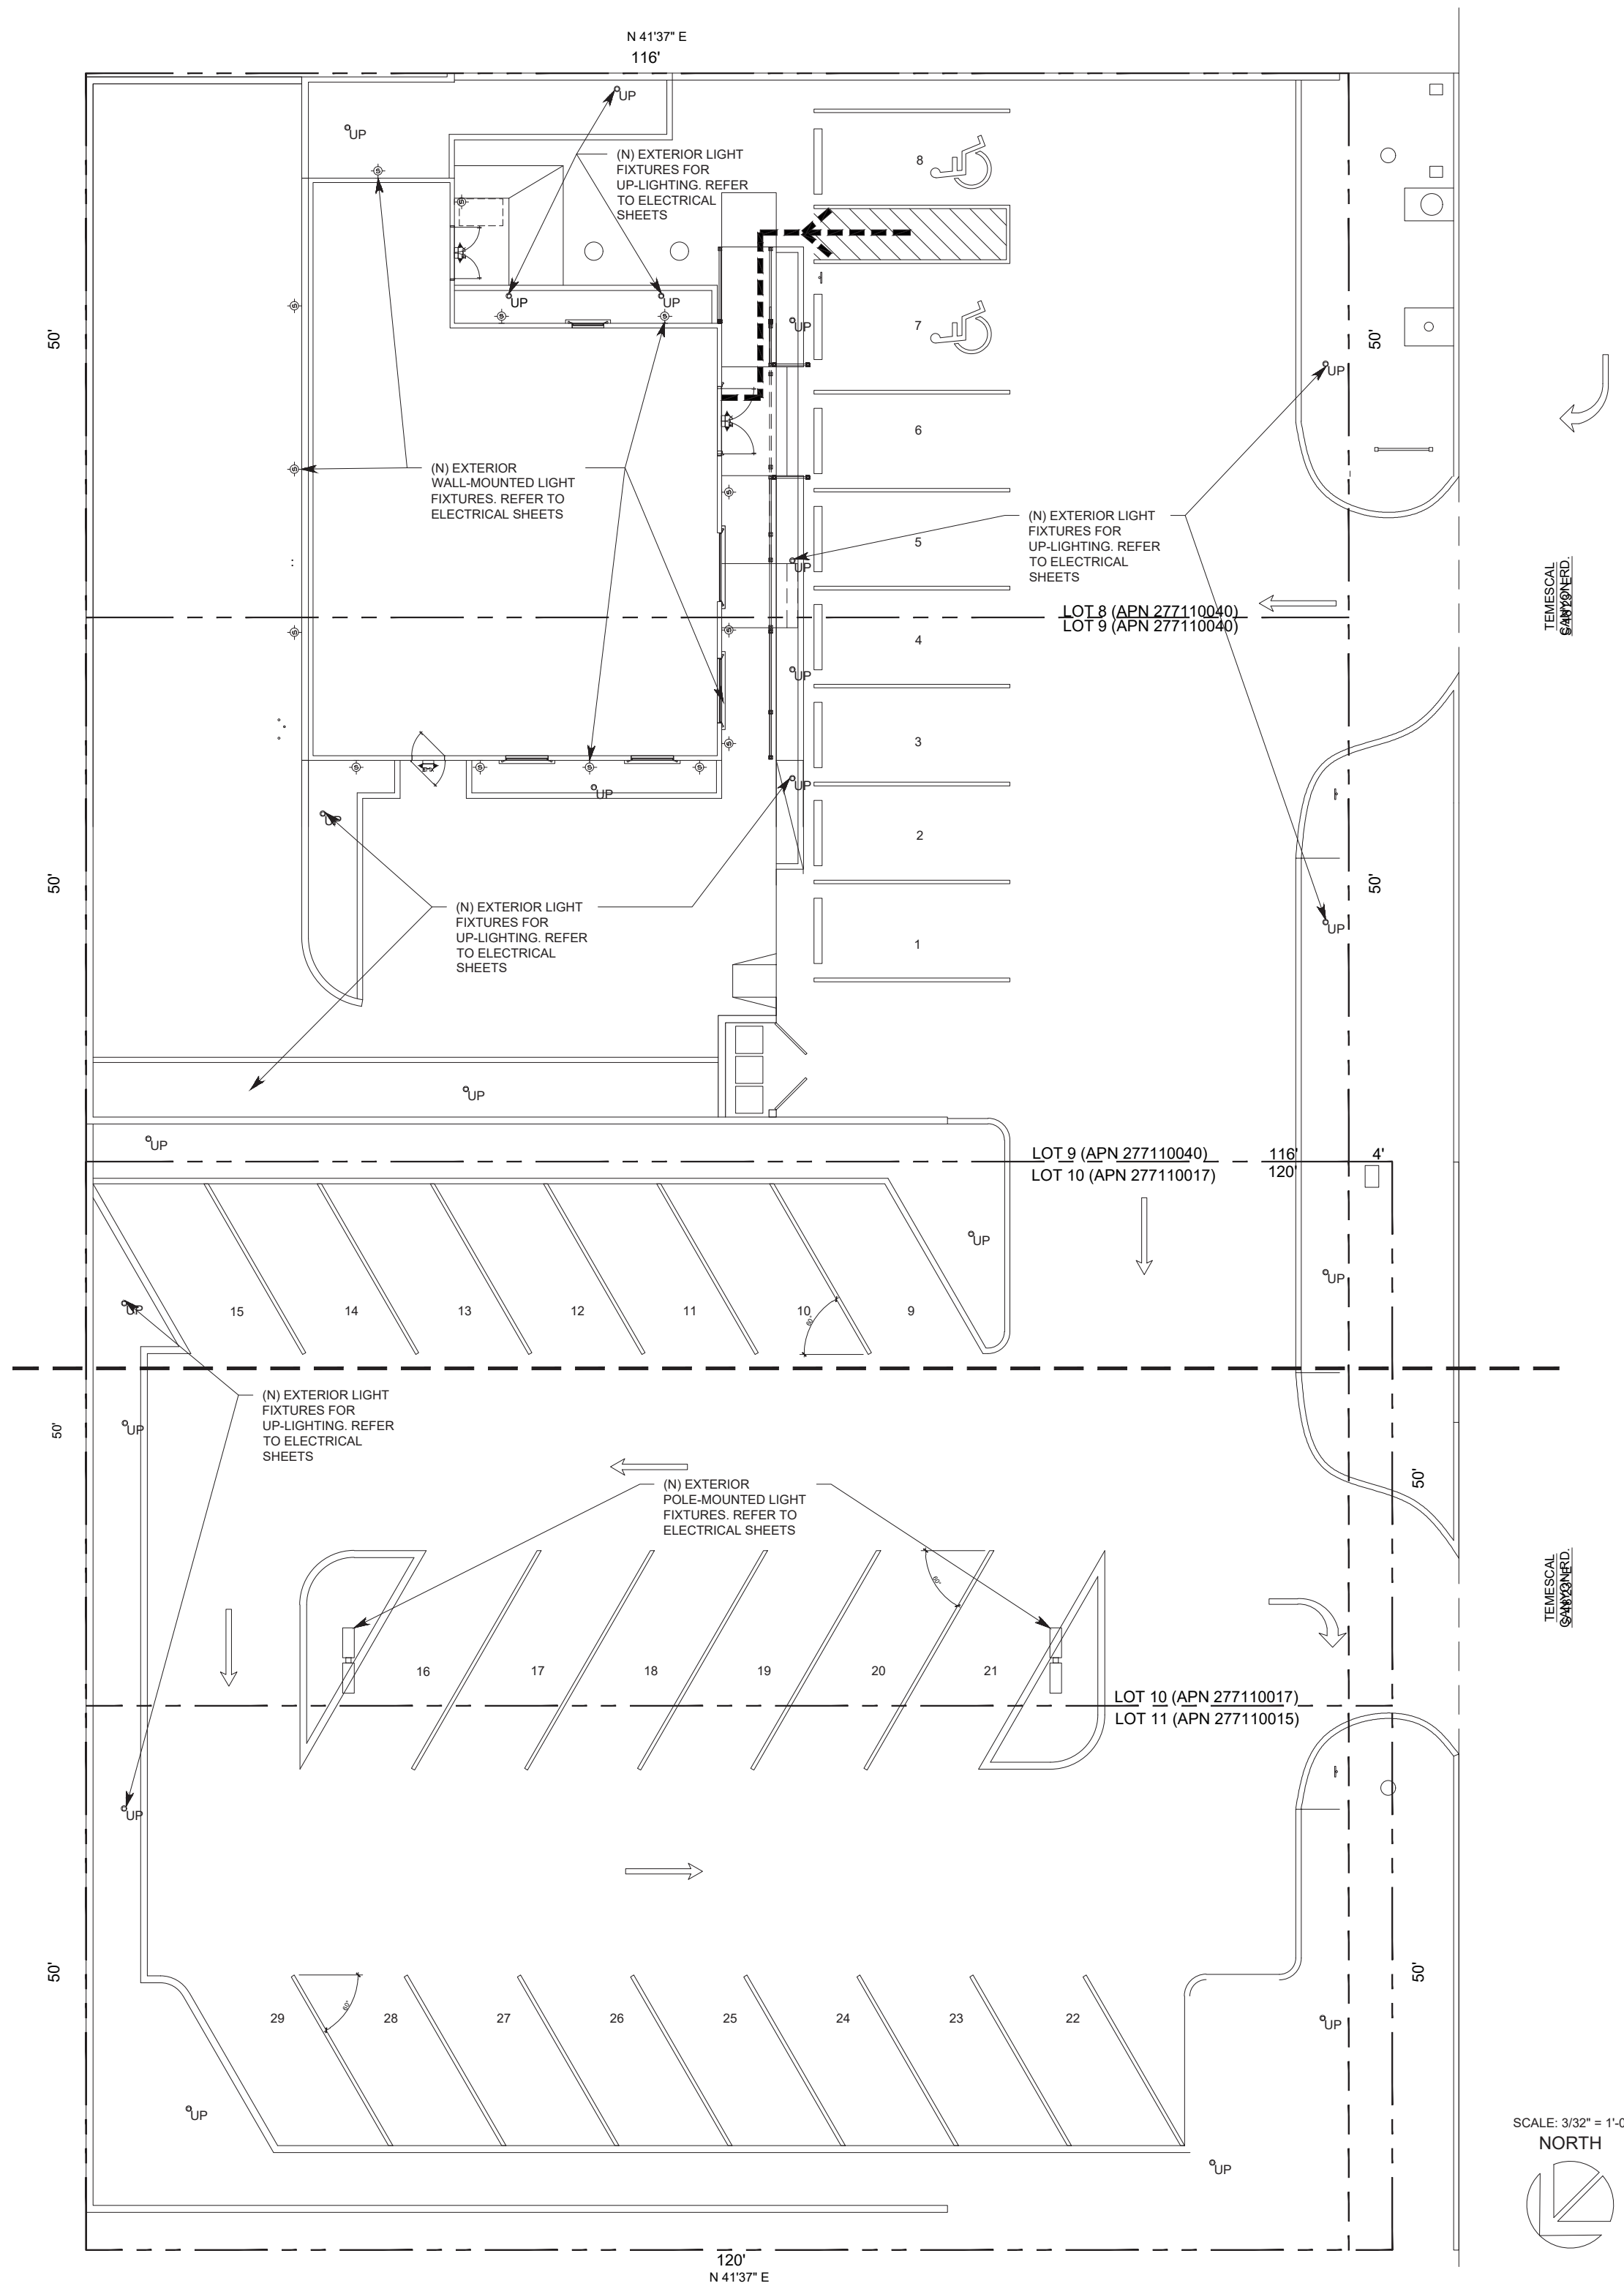 N 41'37" E
116'
UP
UP
(N) EXTERIOR LIGHT
FIXTURES FOR
UP-LIGHTING. REFER
TO ELECTRICAL
SHEETS
8
UP
UP
UP
7
50'
50'
UP
6
(N) EXTERIOR
WALL-MOUNTED LIGHT
FIXTURES. REFER TO
ELECTRICAL SHEETS
(N) EXTERIOR LIGHT
FIXTURES FOR
UP-LIGHTING. REFER
TO ELECTRICAL
SHEETS
5
UP
TEMESCAL
LOT 8 (APN 277110040)
LOT 9 (APN 277110040)
4
UP
3
UP
UP
UP
2
50'
50'
(N) EXTERIOR LIGHT
FIXTURES FOR
UP-LIGHTING. REFER
TO ELECTRICAL
SHEETS
UP
1
UP
UP
LOT 9 (APN 277110040)
116'
4'
LOT 10 (APN 277110017)
120'
UP
UP
UP
15
14
13
12
11
10
9
60°
(N) EXTERIOR LIGHT
FIXTURES FOR
UP-LIGHTING. REFER
TO ELECTRICAL
SHEETS
UP
50'
50'
(N) EXTERIOR
POLE-MOUNTED LIGHT
FIXTURES. REFER TO
ELECTRICAL SHEETS
60°
TEMESCAL
16
17
18
19
20
21
LOT 10 (APN 277110017)
LOT 11 (APN 277110015)
UP
50'
50'
60°
29
28
27
26
25
24
23
22
UP
UP
UP
SCALE: 3/32" = 1'-0
NORTH
120'
N 41'37" E